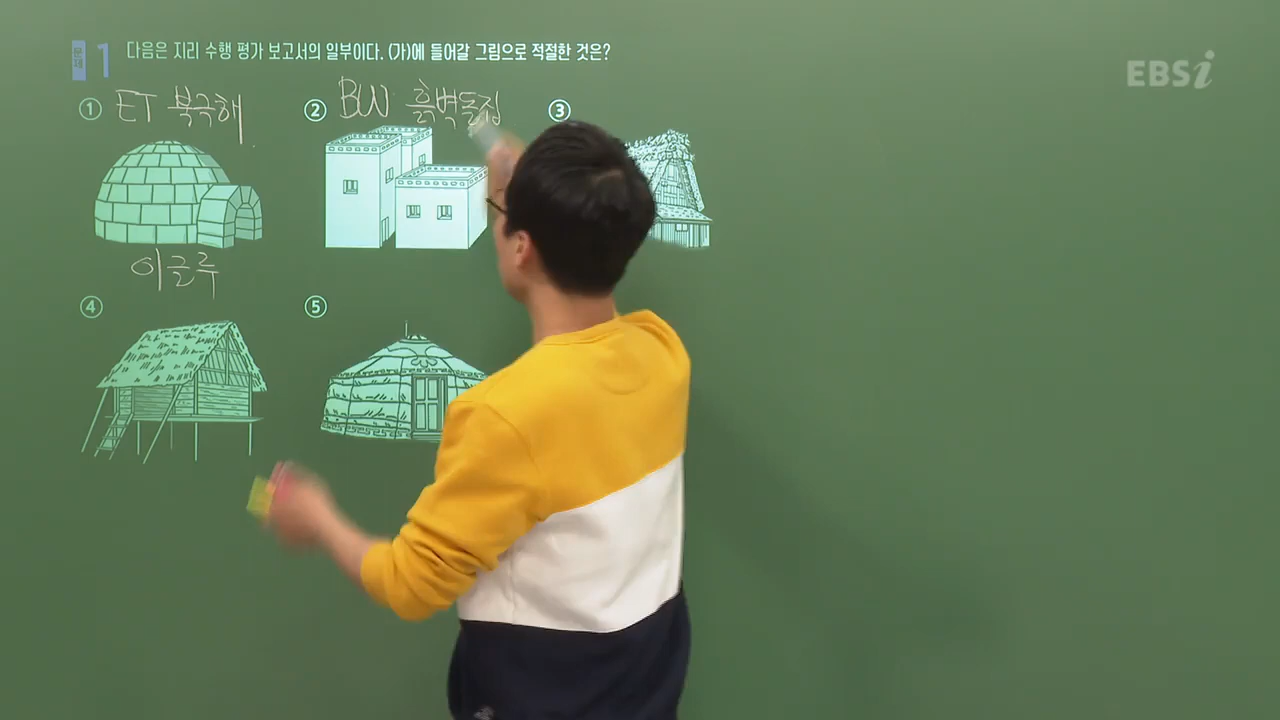 문제 1 다음은 지리 수행 평가 보고서의 일부이다. (가)에 들어갈 그림으로 적절한 것은?
EBSi
① ET 북극해
② BW 흙벽돌집
③
이글루
④
⑤